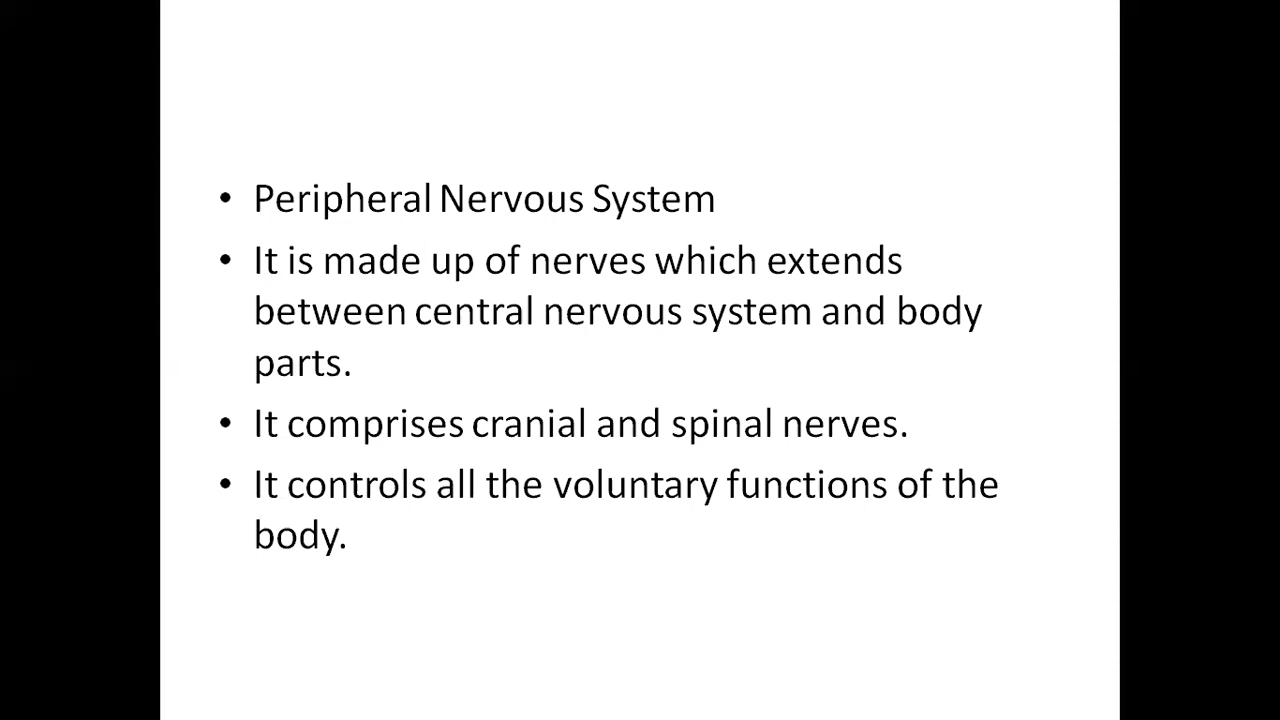 • Peripheral Nervous System
• It is made up of nerves which extends
between central nervous system and body
parts.
• It comprises cranial and spinal nerves.
• It controls all the voluntary functions of the
body.